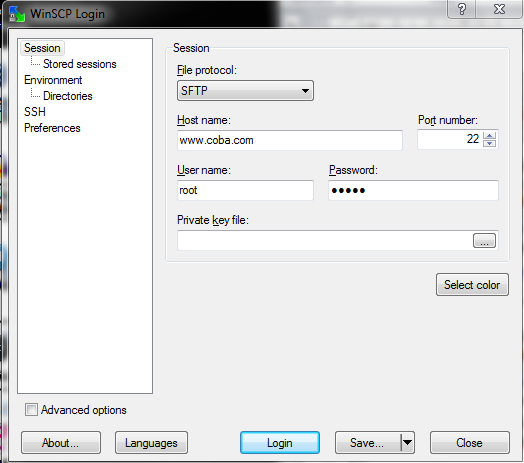 WinSCP Login
?
Session
Stored sessions
Environment
Directories
SSH
Preferences
Session
File protocol:
SFTP
Host name:
Port number:
www.coba.com
22
User name:
Password:
root
●●●●●
Private key file:
...
Select color
Advanced options
About...
Languages
Login
Save...
Close